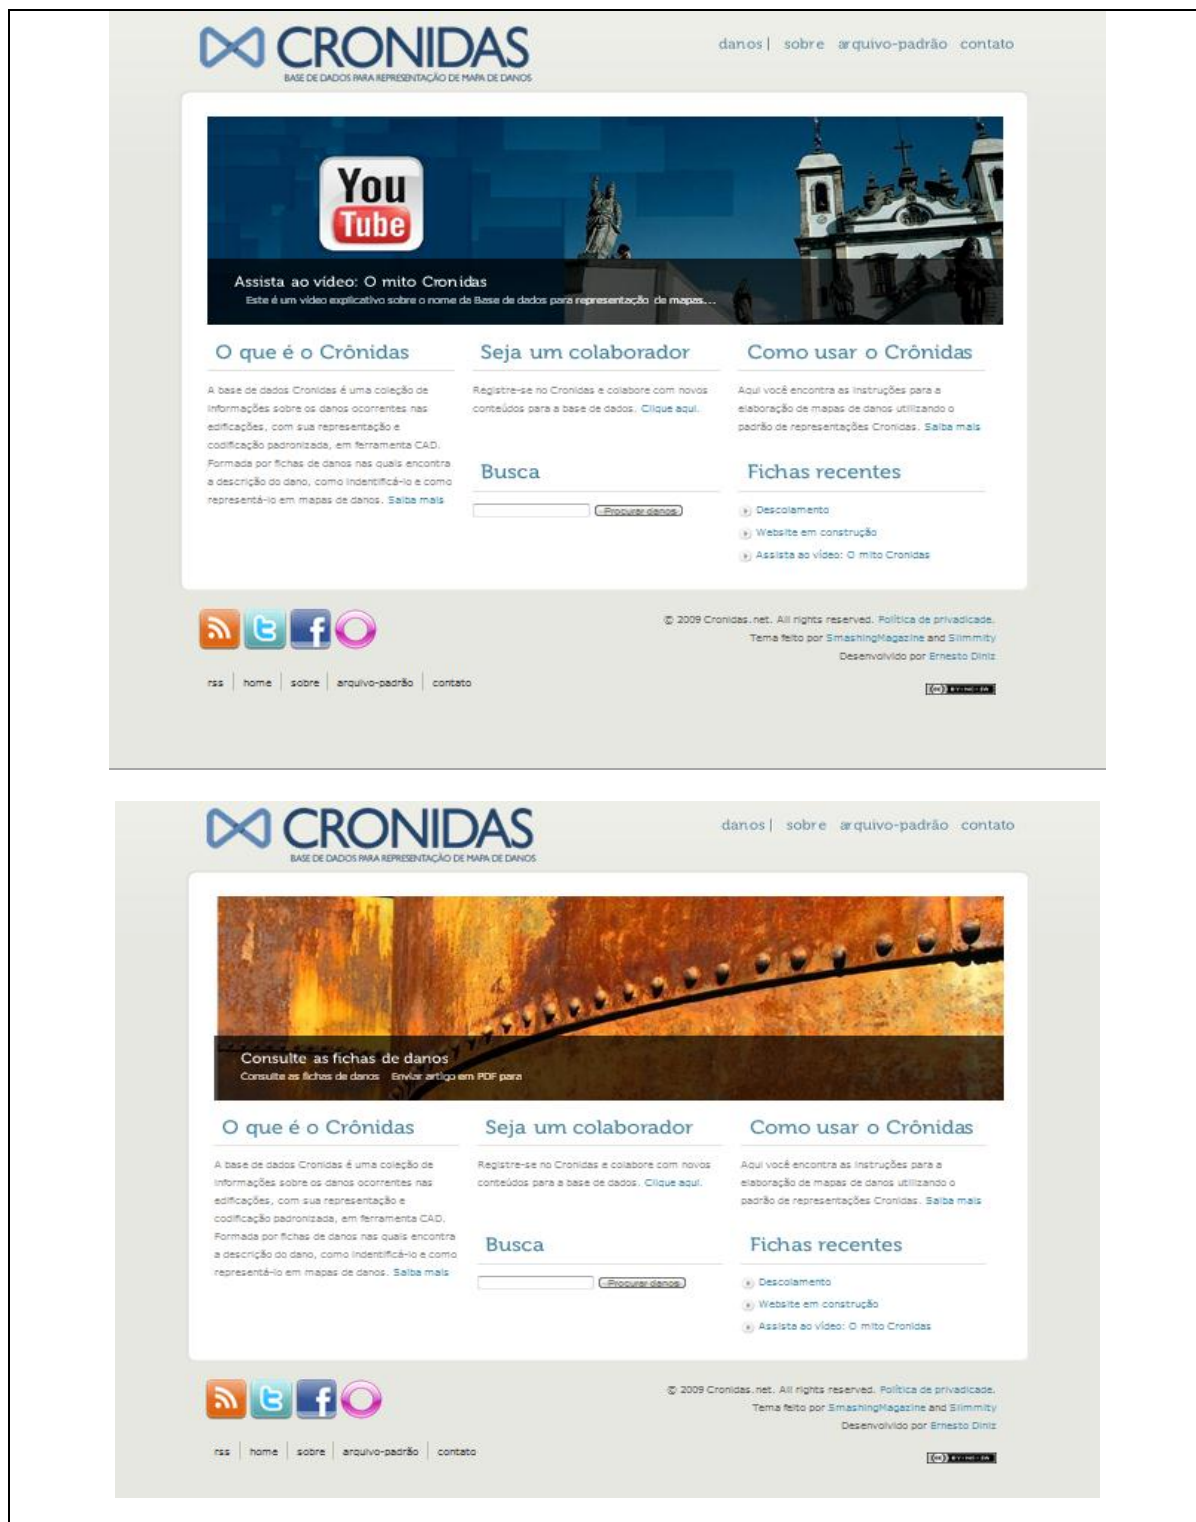 CRONIDAS
BASE DE DADOS PARA REPRESENTAÇÃO DE MAPA DE DANOS
danos| sobre arquivo-padrão contato
You
Tube
Assista ao vídeo: O mito Cronidas
Este é um vídeo explicativo sobre o nome da Base de dados para representação de mapas...
O que é o Crônidas
A base de dados Cronidas é uma coleção de
informações sobre os danos ocorrentes nas
edificações, com sua representação e
codificação padronizada, em ferramenta CAD.
Formada por fichas de danos nas quais encontra
a descrição do dano, como indentificá-lo e como
representá-lo em mapas de danos. Saiba mais
Seja um colaborador
Registre-se no Cronidas e colabore com novos
conteúdos para a base de dados. Clique aqui.
Busca
Procurar danos
Como usar o Crônidas
Aqui você encontra as instruções para a
elaboração de mapas de danos utilizando o
padrão de representações Cronidas. Saiba mais
Fichas recentes
Descolamento
Website em construção
Assista ao vídeo: O mito Cronidas
© 2009 Cronidas.net. All rights reserved. Política de privadicade.
Tema feito por SmashingMagazine and Slimmity
Desenvolvido por Ernesto Diniz
rss | home | sobre | arquivo-padrão | contato
(cc) BY-NC-SA
CRONIDAS
BASE DE DADOS PARA REPRESENTAÇÃO DE MAPA DE DANOS
danos| sobre arquivo-padrão contato
Consulte as fichas de danos
Consulte as fichas de danos Enviar artigo em PDF para
O que é o Crônidas
A base de dados Cronidas é uma coleção de
informações sobre os danos ocorrentes nas
edificações, com sua representação e
codificação padronizada, em ferramenta CAD.
Formada por fichas de danos nas quais encontra
a descrição do dano, como indentificá-lo e como
representá-lo em mapas de danos. Saiba mais
Seja um colaborador
Registre-se no Cronidas e colabore com novos
conteúdos para a base de dados. Clique aqui.
Busca
Procurar danos
Como usar o Crônidas
Aqui você encontra as instruções para a
elaboração de mapas de danos utilizando o
padrão de representações Cronidas. Saiba mais
Fichas recentes
Descolamento
Website em construção
Assista ao vídeo: O mito Cronidas
© 2009 Cronidas.net. All rights reserved. Política de privadicade.
Tema feito por SmashingMagazine and Slimmity
Desenvolvido por Ernesto Diniz
rss | home | sobre | arquivo-padrão | contato
(cc) BY-NC-SA